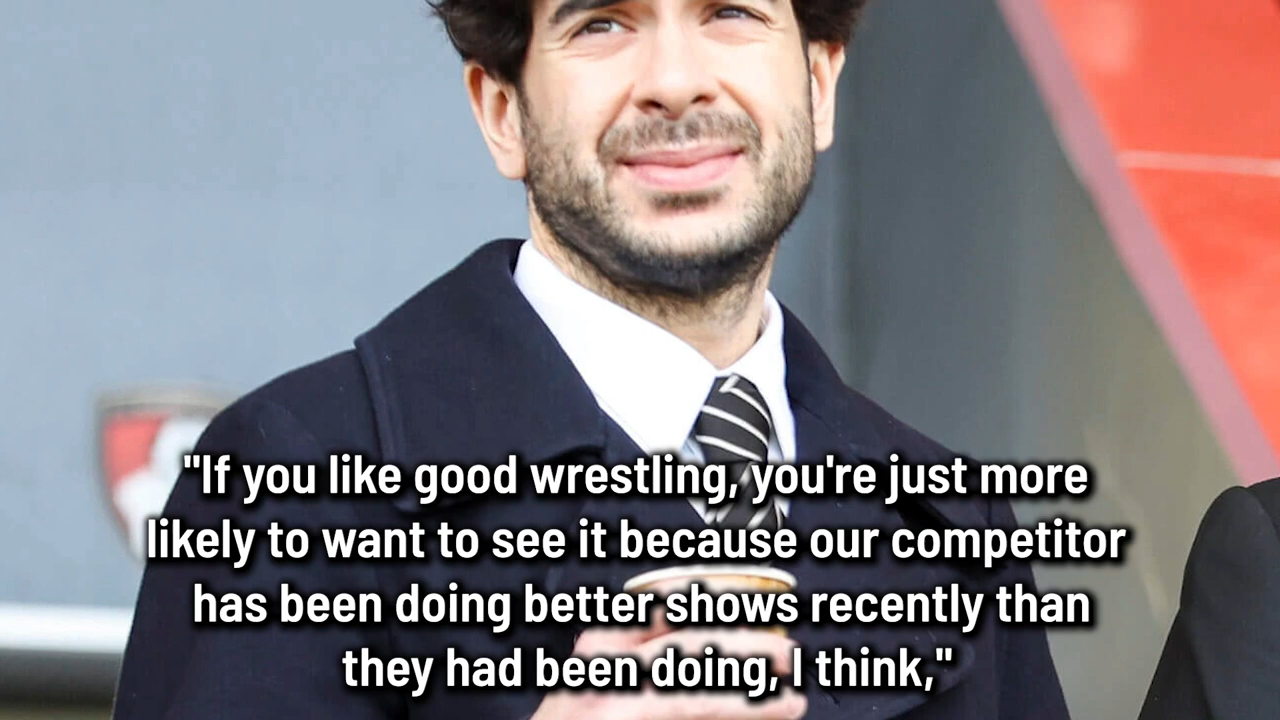 "If you like good wrestling, you're just more
likely to want to see it because our competitor
has been doing better shows recently than
they had been doing, I think,"